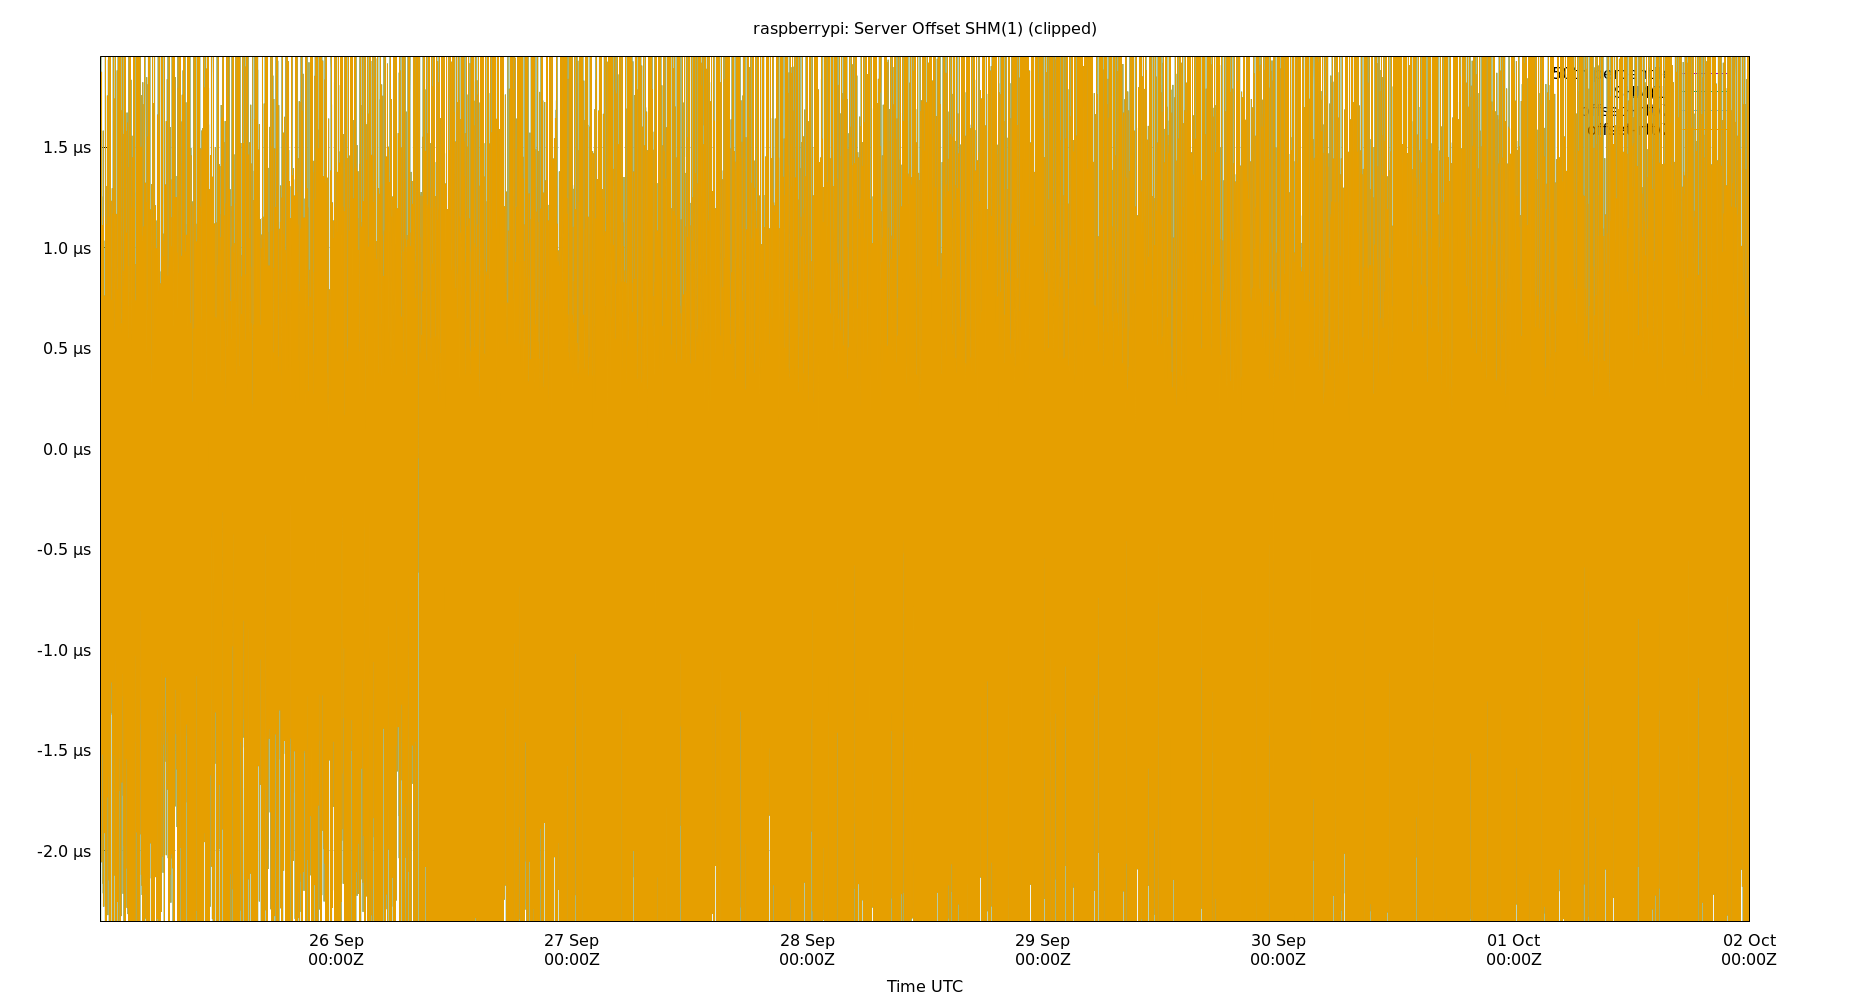 raspberrypi: Server Offset SHM(1) (clipped)
1.5 µs
1.0 µs
0.5 µs
0.0 µs
-0.5 µs
-1.0 µs
-1.5 µs
-2.0 µs
26 Sep 27 Sep 28 Sep 29 Sep 30 Sep 01 Oct 02 Oct
00:00Z 00:00Z 00:00Z 00:00Z 00:00Z 00:00Z 00:00Z
Time UTC